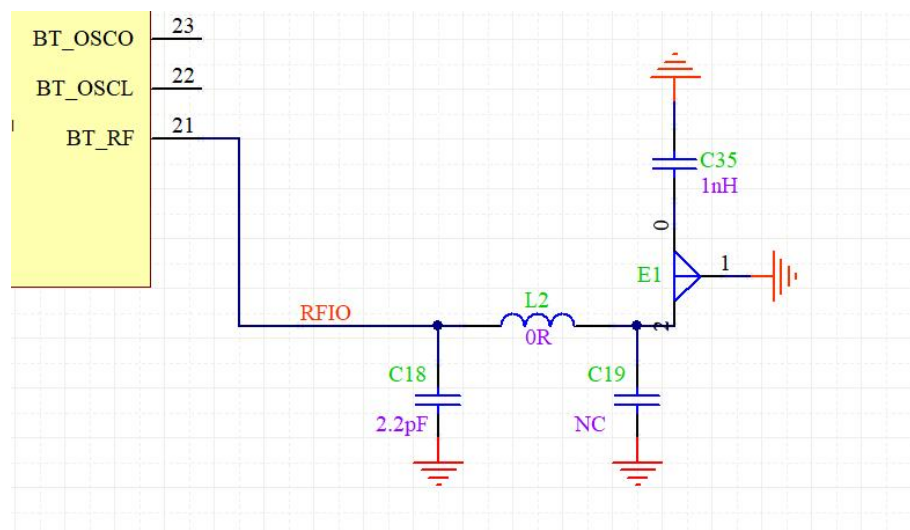 BT_OSCO 23
BT_OSCL 22
BT_RF 21
C35
1nH
0
E1 1
RFIO
L2
0R
2
C18
2.2pF
C19
NC